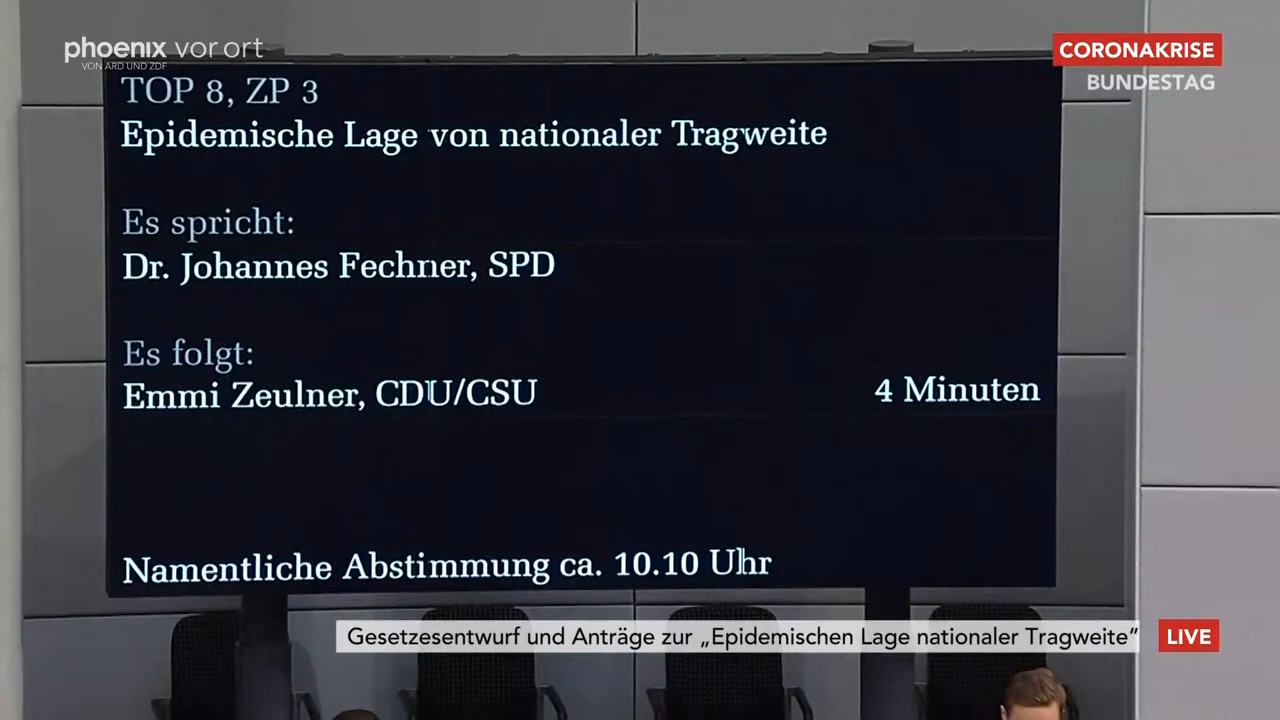 phoenix vor ort
VON ARD UND ZDF
CORONAKRISE
BUNDESTAG
TOP 8, ZP 3
Epidemische Lage von nationaler Tragweite
Es spricht:
Dr. Johannes Fechner, SPD
Es folgt:
Emmi Zeulner, CDU/CSU 4 Minuten
Namentliche Abstimmung ca. 10.10 Uhr
Gesetzesentwurf und Anträge zur „Epidemischen Lage nationaler Tragweite“
LIVE